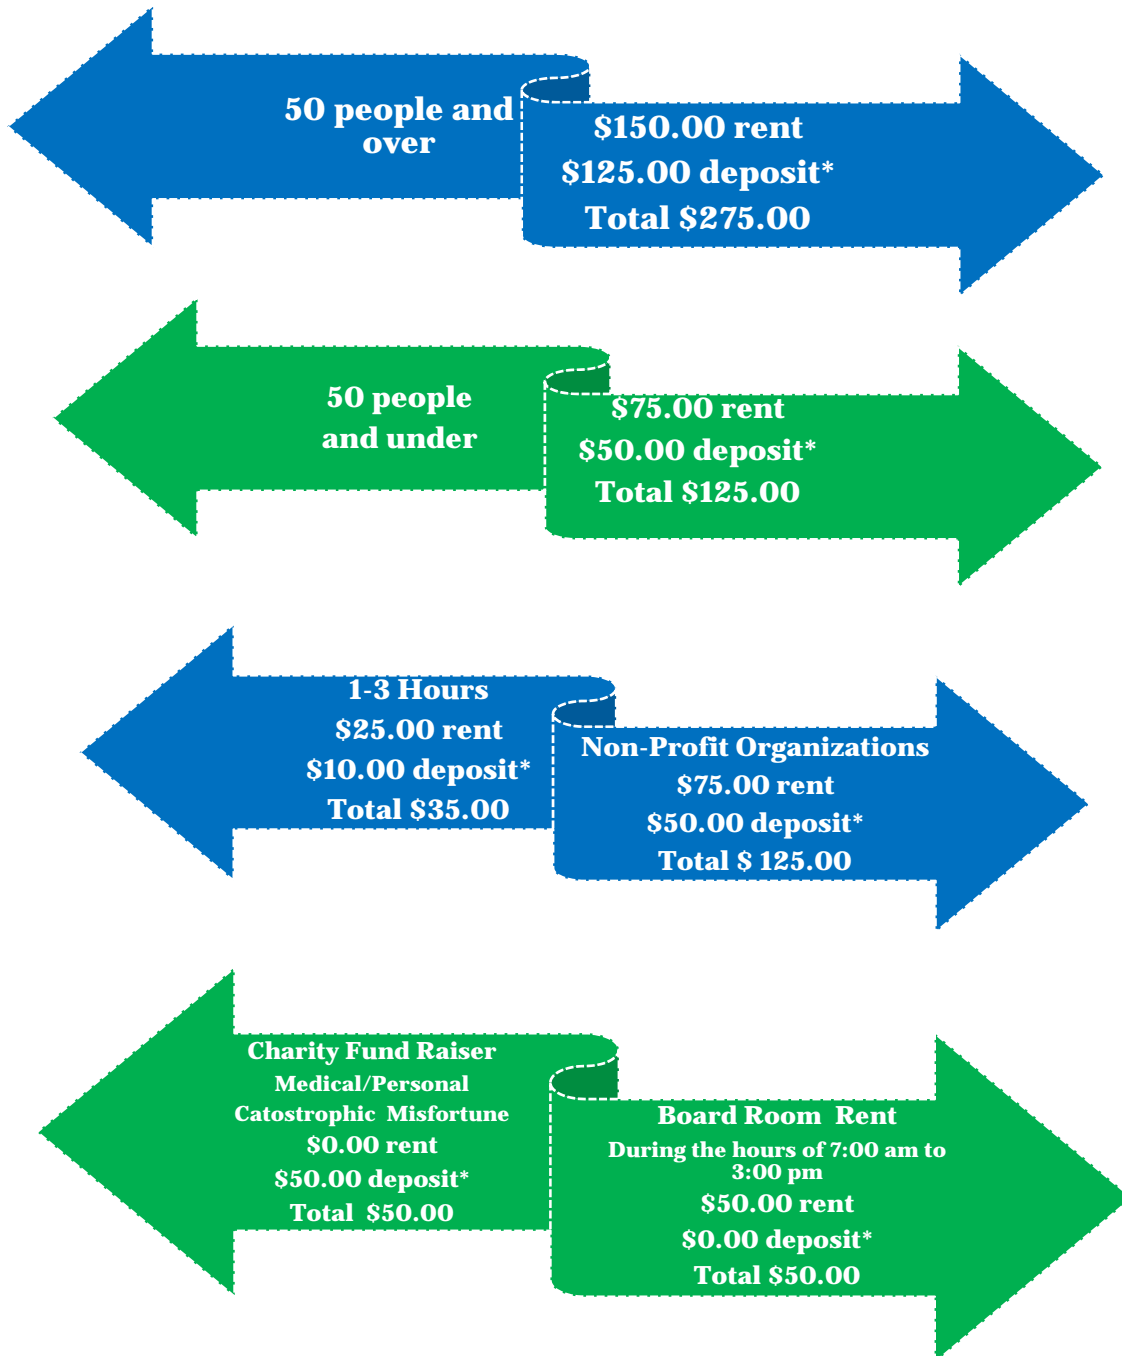 50 people and
over
$150.00 rent
$125.00 deposit*
Total $275.00
50 people
and under
$75.00 rent
$50.00 deposit*
Total $125.00
1-3 Hours
$25.00 rent
$10.00 deposit*
Total $35.00
Non-Profit Organizations
$75.00 rent
$50.00 deposit*
Total $ 125.00
Charity Fund Raiser
Medical/Personal
Catostrophic Misfortune
$0.00 rent
$50.00 deposit*
Total $50.00
Board Room Rent
During the hours of 7:00 am to
3:00 pm
$50.00 rent
$0.00 deposit*
Total $50.00